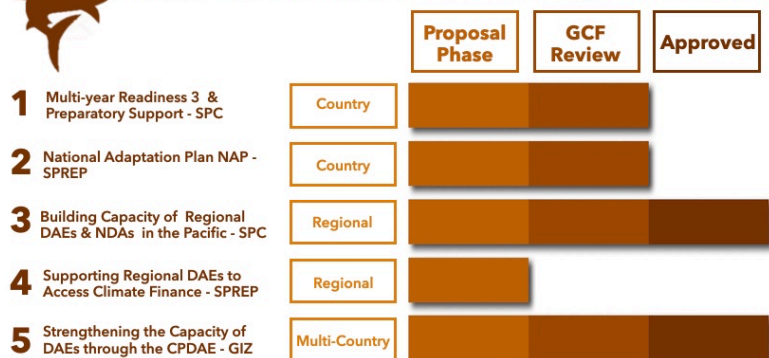 Proposal
Phase
GCF
Review
Approved
1 Multi-year Readiness 3 &
Preparatory Support - SPC
Country
2 National Adaptation Plan NAP -
SPREP
Country
3 Building Capacity of Regional
DAEs & NDAs in the Pacific - SPC
Regional
4 Supporting Regional DAEs to
Access Climate Finance - SPREP
Regional
5 Strengthening the Capacity of
DAEs through the CPDAE - GIZ
Multi-Country